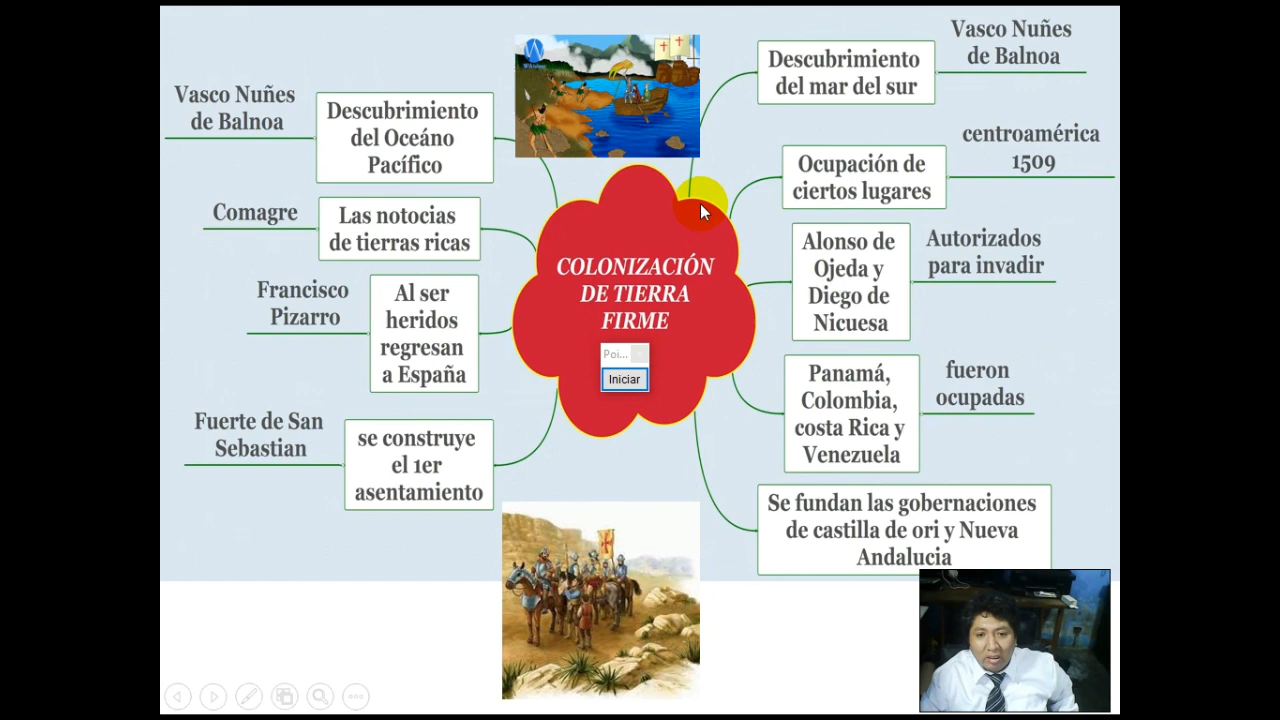 Vasco Nuñes
de Balnoa
Descubrimiento
del Oceáno
Pacífico
Comagre
Las notocias
de tierras ricas
Francisco
Pizarro
Al ser
heridos
regresan
a España
Fuerte de San
Sebastian
se construye
el 1er
asentamiento
COLONIZACIÓN
DE TIERRA
FIRME
Poi...
Iniciar
Descubrimiento
del mar del sur
Vasco Nuñes
de Balnoa
Ocupación de
ciertos lugares
centroamérica
1509
Alonso de
Ojeda y
Diego de
Nicuesa
Autorizados
para invadir
Panamá,
Colombia,
costa Rica y
Venezuela
fueron
ocupadas
Se fundan las gobernaciones
de castilla de ori y Nueva
Andalucia